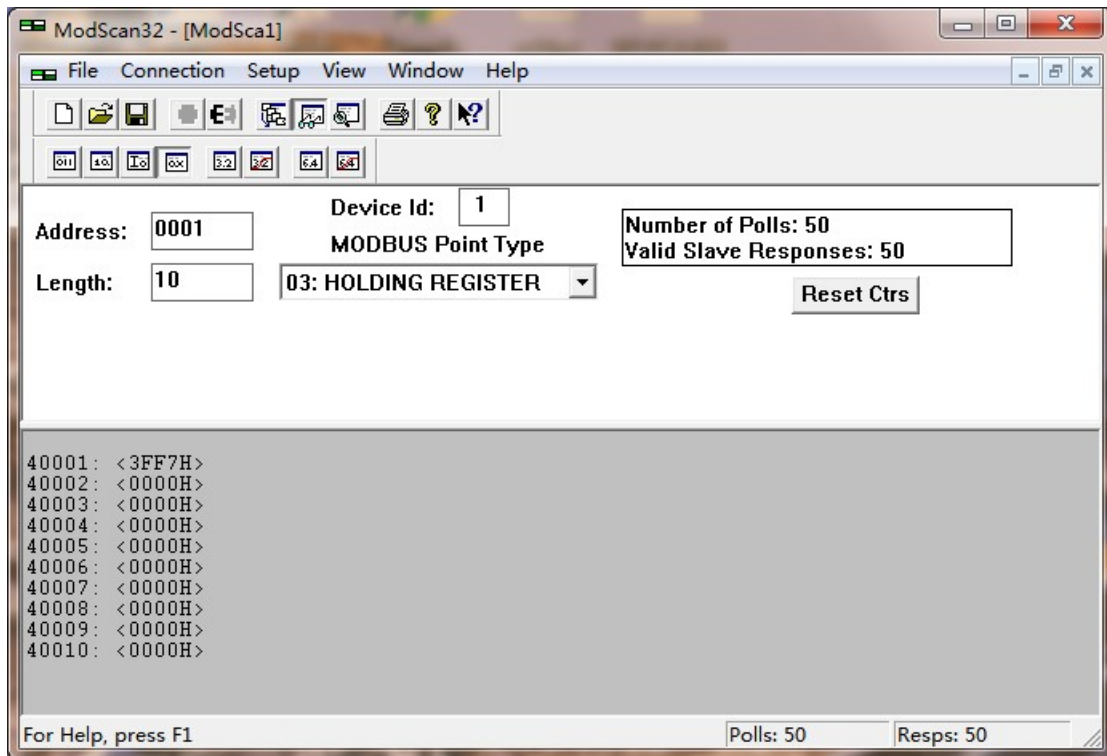 ModScan32 - [ModSca1]
File Connection Setup View Window Help
Address: 0001
Device Id: 1
MODBUS Point Type
Length: 10
03: HOLDING REGISTER
Number of Polls: 50
Valid Slave Responses: 50
Reset Ctrs
40001: <3FF7H>
40002: <0000H>
40003: <0000H>
40004: <0000H>
40005: <0000H>
40006: <0000H>
40007: <0000H>
40008: <0000H>
40009: <0000H>
40010: <0000H>
For Help, press F1
Polls: 50
Resps: 50